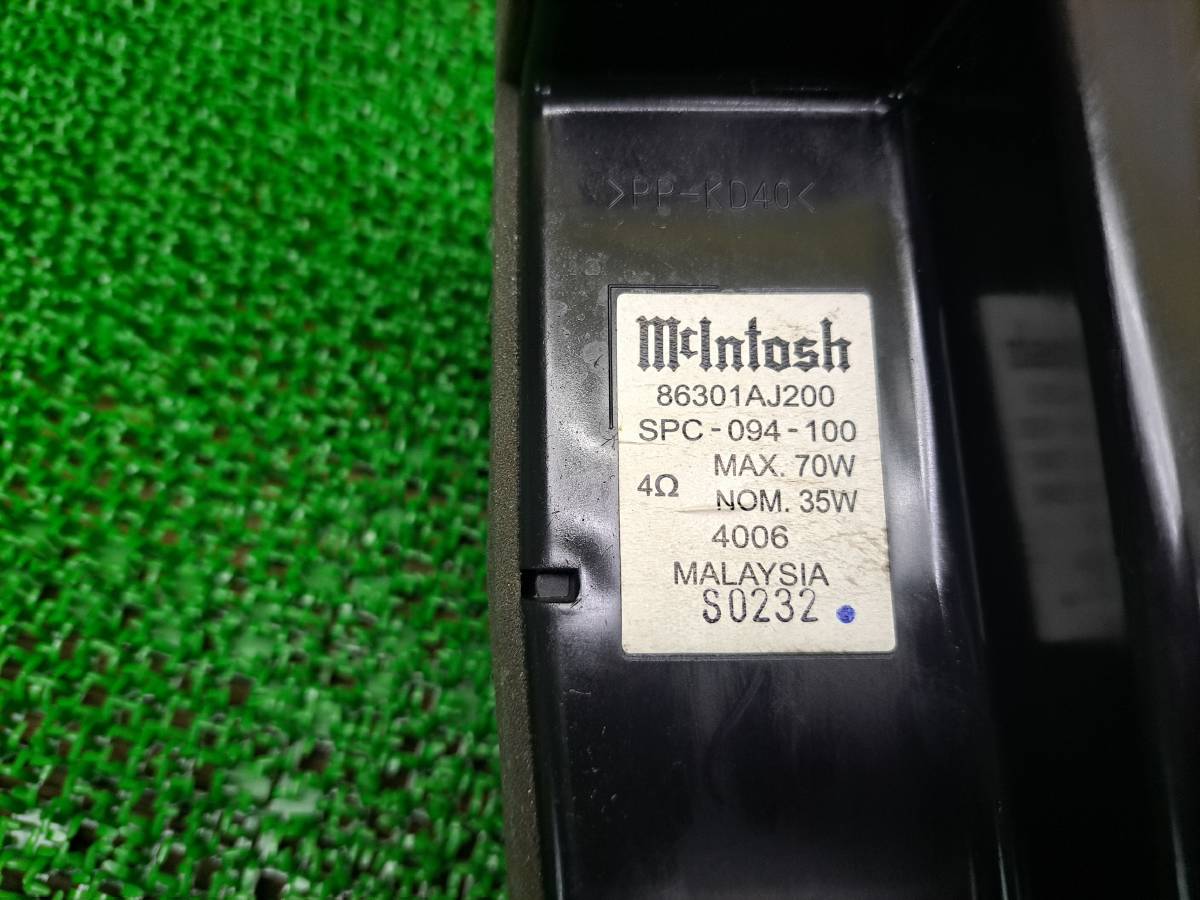 >PP-KD40<
McIntosh
86301AJ200
SPC-094-100
4Ω MAX. 70W
NOM. 35W
4006
MALAYSIA
S0232